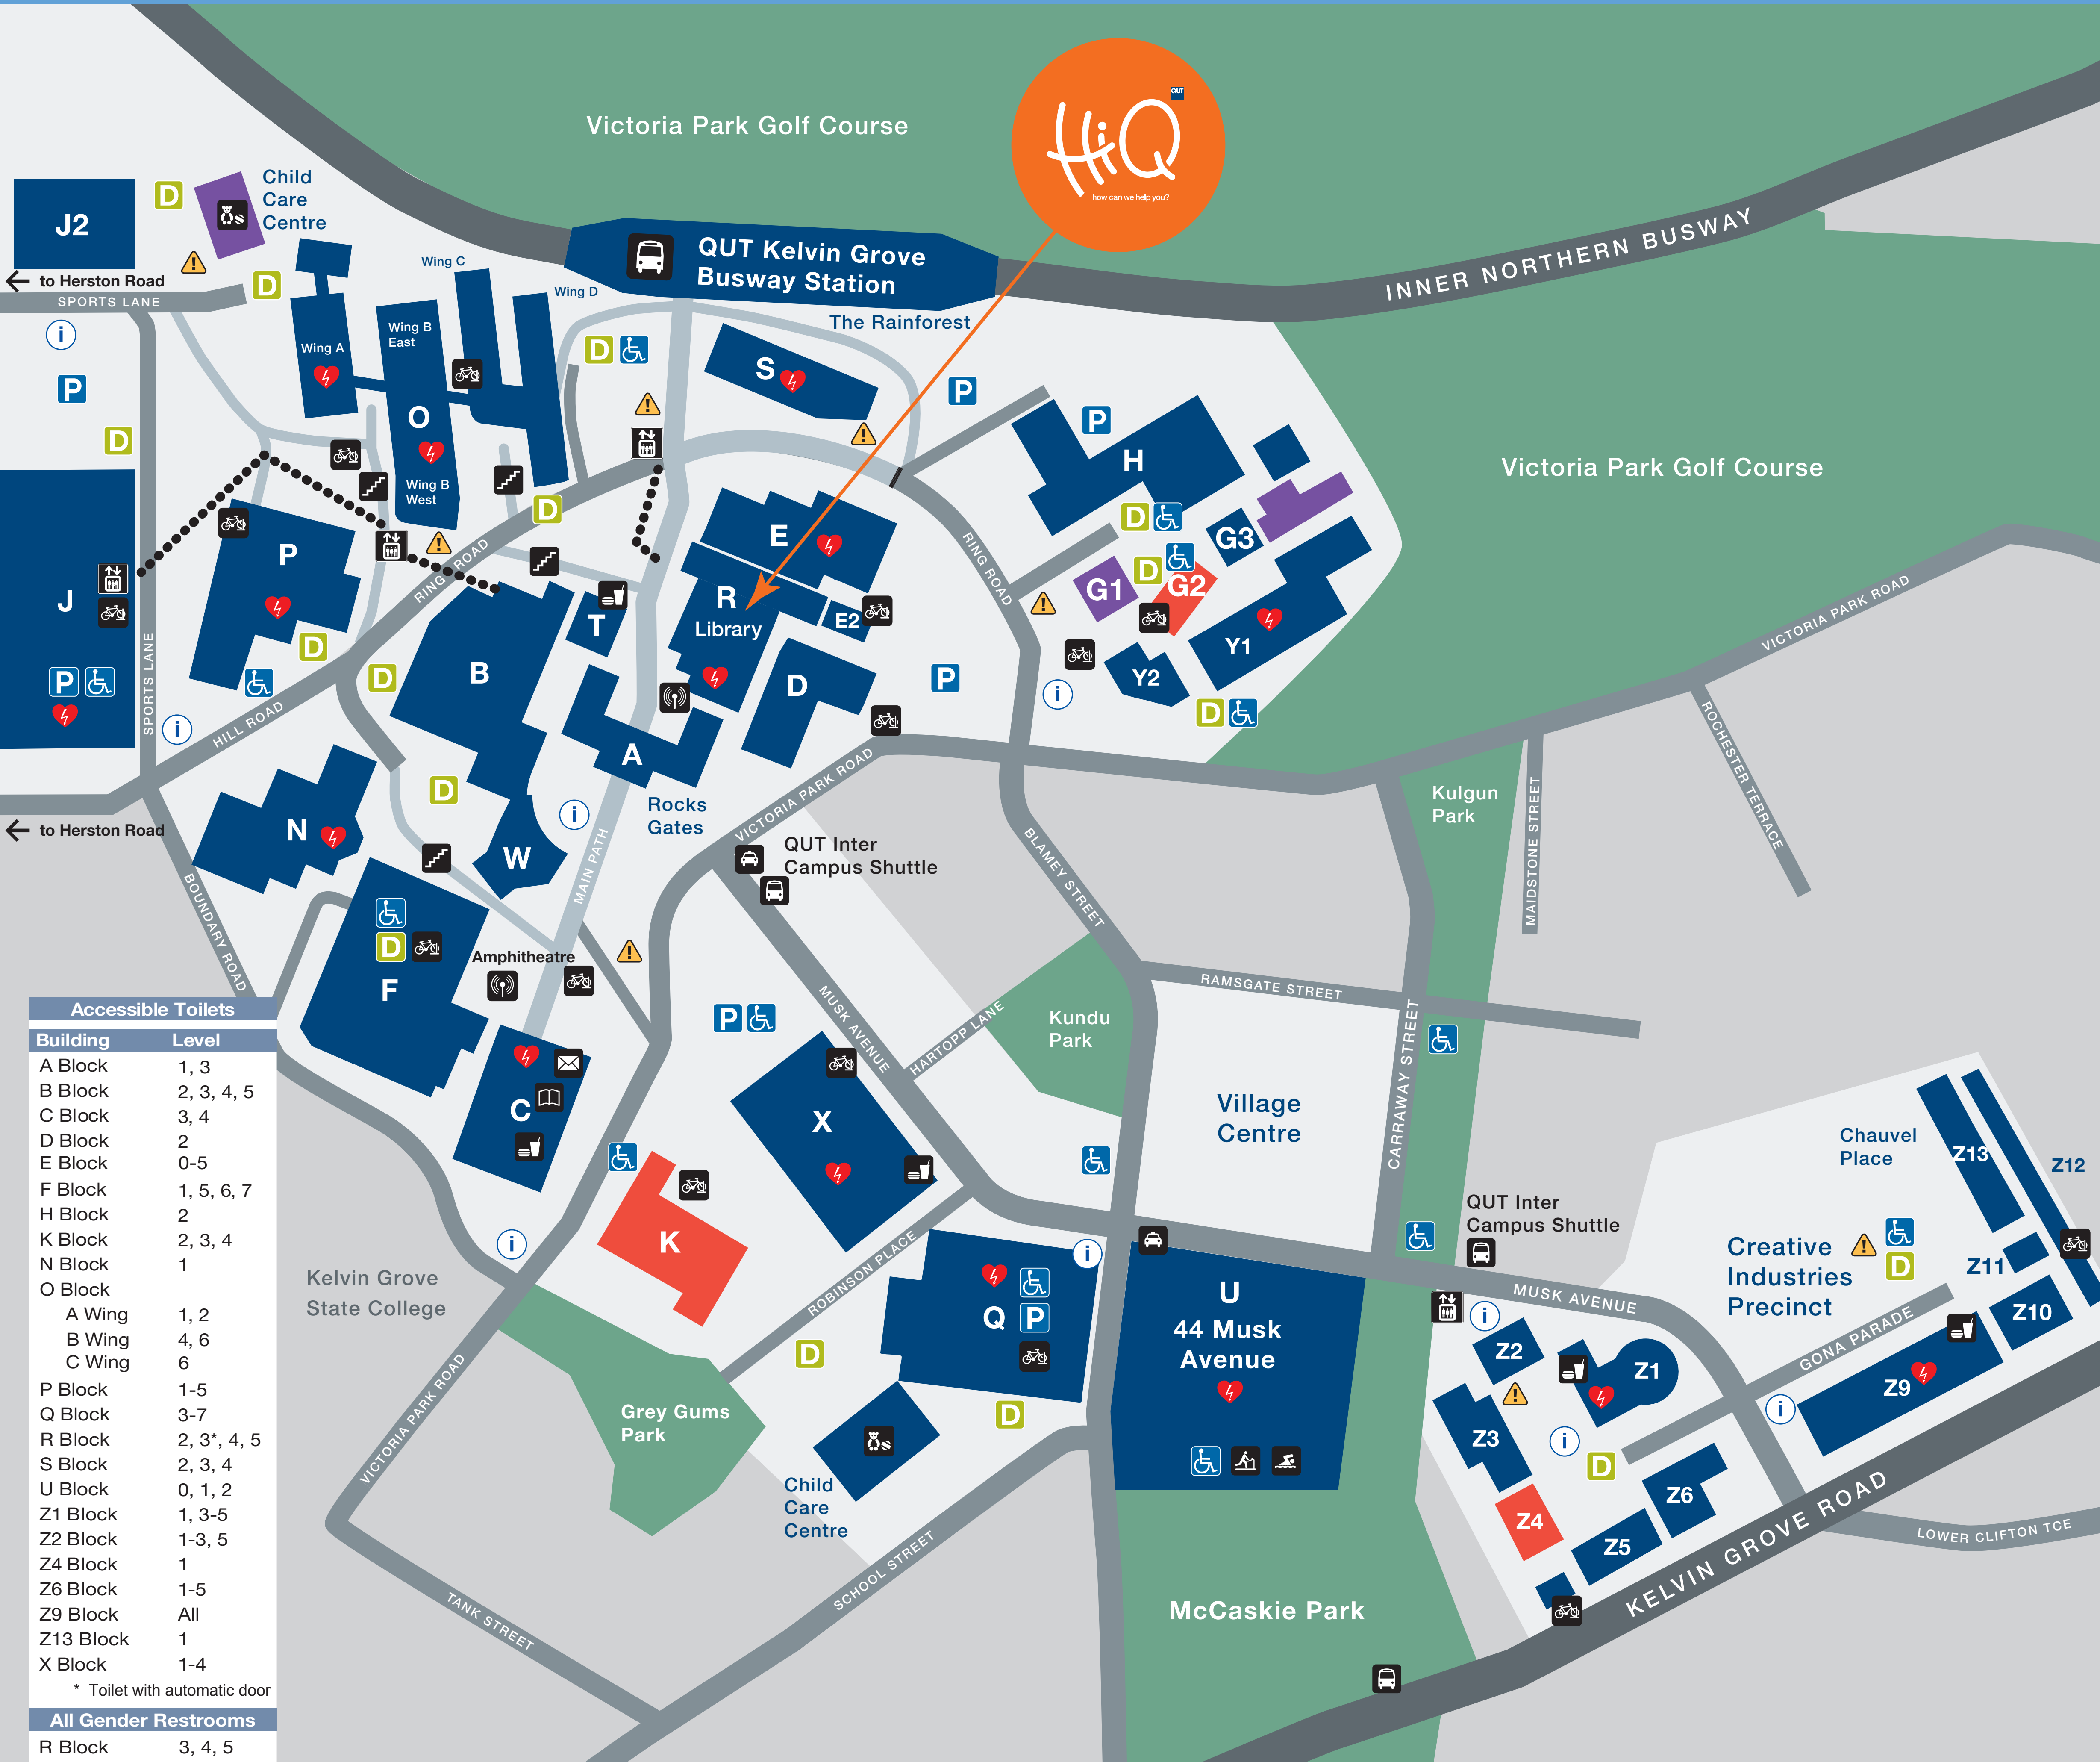 Victoria Park Golf Course
HiQ
QUT
how can we help you?
INNER NORTHERN BUSWAY
J2
D
Child
Care
Centre
to Herston Road
SPORTS LANE
D
i
P
D
Wing A
Wing B
East
O
Wing B
West
Wing C
Wing D
QUT Kelvin Grove
Busway Station
The Rainforest
D
S
P
P
H
D
D
Victoria Park Golf Course
G3
G1
G2
D
Y1
Y2
D
i
J
P
SPORTS LANE
i
P
D
HILL ROAD
RING ROAD
D
B
T
E
R
Library
E2
D
A
P
RING ROAD
Rocks
Gates
VICTORIA PARK ROAD
VICTORIA PARK ROAD
ROCHESTER TERRACE
MAIDSTONE STREET
Kulgun
Park
to Herston Road
N
D
W
i
MAIN PATH
BOUNDARY ROAD
D
F
Amphitheatre
C
QUT Inter
Campus Shuttle
BLAMEY STREET
MUSK AVENUE
HARTOPP LANE
Kundu
Park
RAMSGATE STREET
CARRAWAY STREET
Village
Centre
P
X
K
i
Kelvin Grove
State College
ROBINSON PLACE
D
Q
P
i
D
Grey Gums
Park
Child
Care
Centre
VICTORIA PARK ROAD
TANK STREET
SCHOOL STREET
U
44 Musk
Avenue
McCaskie Park
QUT Inter
Campus Shuttle
MUSK AVENUE
i
Z2
Z1
Z3
i
D
Z4
Z5
Z6
Chauvel
Place
Z13
Z12
Creative
Industries
Precinct
D
Z11
Z10
GONA PARADE
Z9
i
KELVIN GROVE ROAD
LOWER CLIFTON TCE
Accessible Toilets
Building Level
A Block 1, 3
B Block 2, 3, 4, 5
C Block 3, 4
D Block 2
E Block 0-5
F Block 1, 5, 6, 7
H Block 2
K Block 2, 3, 4
N Block 1
O Block
A Wing 1, 2
B Wing 4, 6
C Wing 6
P Block 1-5
Q Block 3-7
R Block 2, 3*, 4, 5
S Block 2, 3, 4
U Block 0, 1, 2
Z1 Block 1, 3-5
Z2 Block 1-3, 5
Z4 Block 1
Z6 Block 1-5
Z9 Block All
Z13 Block 1
X Block 1-4
* Toilet with automatic door
All Gender Restrooms
R Block 3, 4, 5